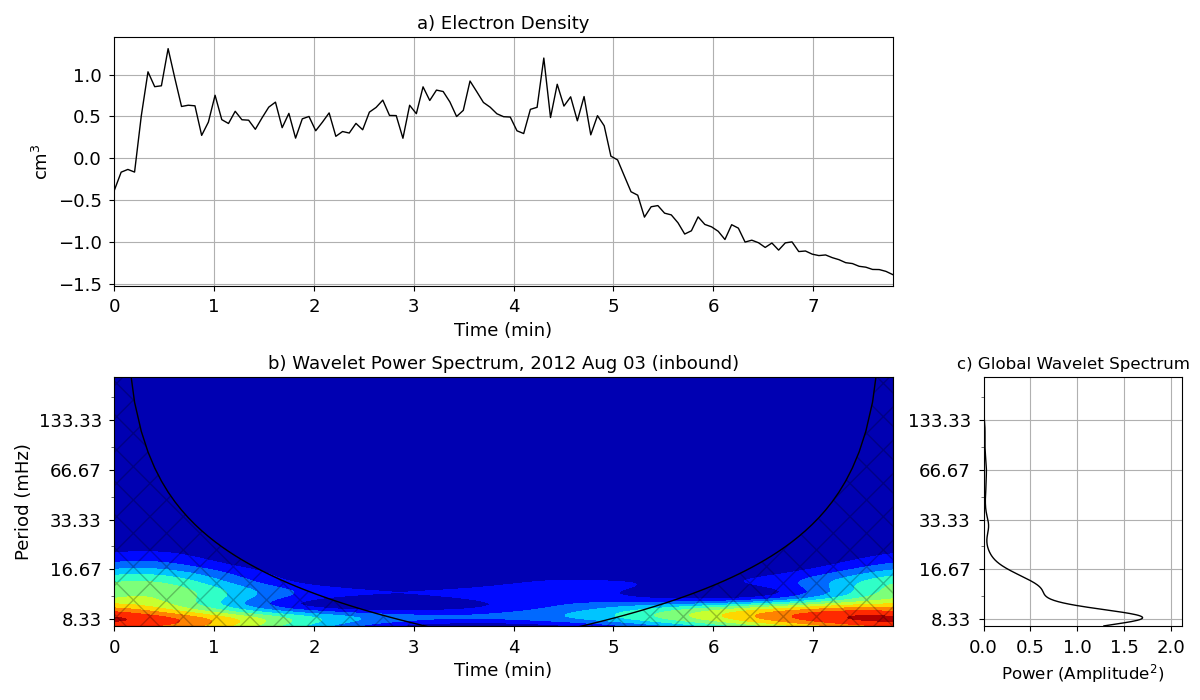 a) Electron Density
1.0
0.5
0.0
−0.5
−1.0
−1.5
cm³
0 1 2 3 4 5 6 7
Time (min)
b) Wavelet Power Spectrum, 2012 Aug 03 (inbound)
133.33
66.67
33.33
16.67
8.33
Period (mHz)
0 1 2 3 4 5 6 7
Time (min)
c) Global Wavelet Spectrum
133.33
66.67
33.33
16.67
8.33
0.0 0.5 1.0 1.5 2.0
Power (Amplitude²)